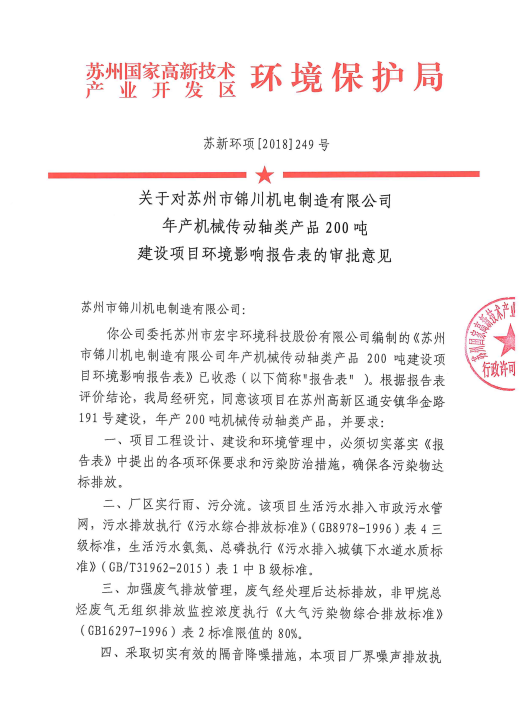 苏州国家高新技术
产业开发区 环境保护局
苏新环项[2018]249号
关于对苏州市锦川机电制造有限公司
年产机械传动轴类产品200吨
建设项目环境影响报告表的审批意见
苏州市锦川机电制造有限公司：
你公司委托苏州市宏宇环境科技股份有限公司编制的《苏
州市锦川机电制造有限公司年产机械传动轴类产品 200 吨建设项
目环境影响报告表》已收悉（以下简称"报告表" ）。根据报告表
评价结论，我局经研究，同意该项目在苏州高新区通安镇华金路
191号建设，年产200吨机械传动轴类产品，并要求：
一、项目工程设计、建设和环境管理中，必须切实落实《报
告表》中提出的各项环保要求和污染防治措施，确保各污染物达
标排放。
二、厂区实行雨、污分流。该项目生活污水排入市政污水管
网，污水排放执行《污水综合排放标准》（GB8978-1996）表4三
级标准，生活污水氨氮、总磷执行《污水排入城镇下水道水质标
准》（GB/T31962-2015）表1中B级标准。
三、加强废气排放管理，废气经处理后达标排放，非甲烷总
烃废气无组织排放监控浓度执行《大气污染物综合排放标准》
（GB16297-1996）表2标准限值的80%。
四、采取切实有效的隔音降噪措施，本项目厂界噪声排放执
苏州国家高新技术产业
行政许可